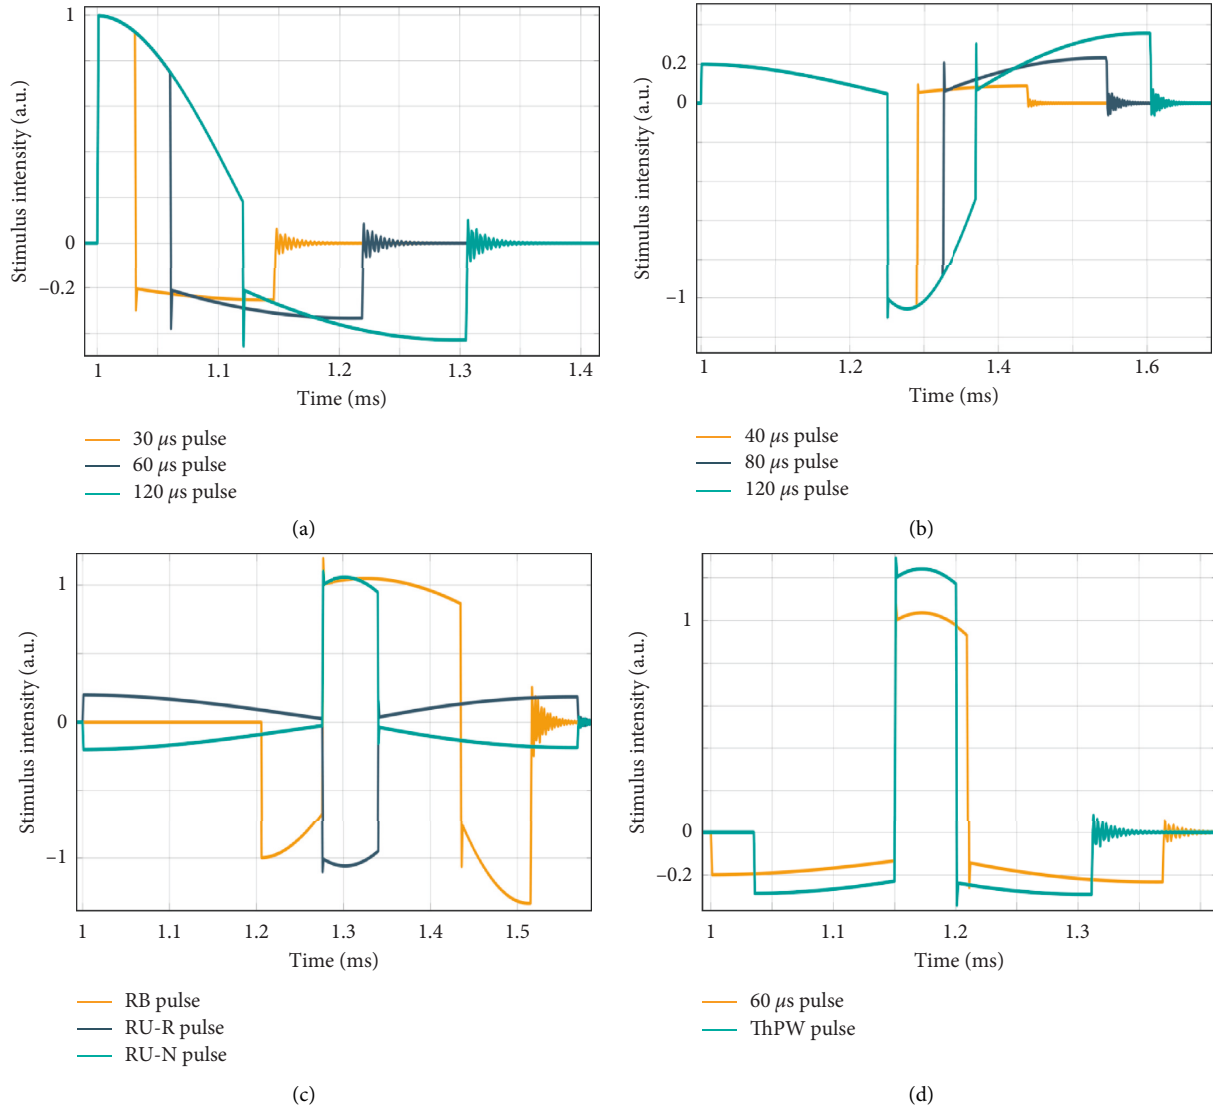 Stimulus intensity (a.u.)
1
0
−0.2
1
1.1
1.2
1.3
1.4
Time (ms)
30 μs pulse
60 μs pulse
120 μs pulse
(a)
Stimulus intensity (a.u.)
0.2
0
−1
1
1.2
1.4
1.6
Time (ms)
40 μs pulse
80 μs pulse
120 μs pulse
(b)
Stimulus intensity (a.u.)
1
0
−1
1
1.1
1.2
1.3
1.4
1.5
Time (ms)
RB pulse
RU-R pulse
RU-N pulse
(c)
Stimulus intensity (a.u.)
1
0
−0.2
1
1.1
1.2
1.3
Time (ms)
60 μs pulse
ThPW pulse
(d)